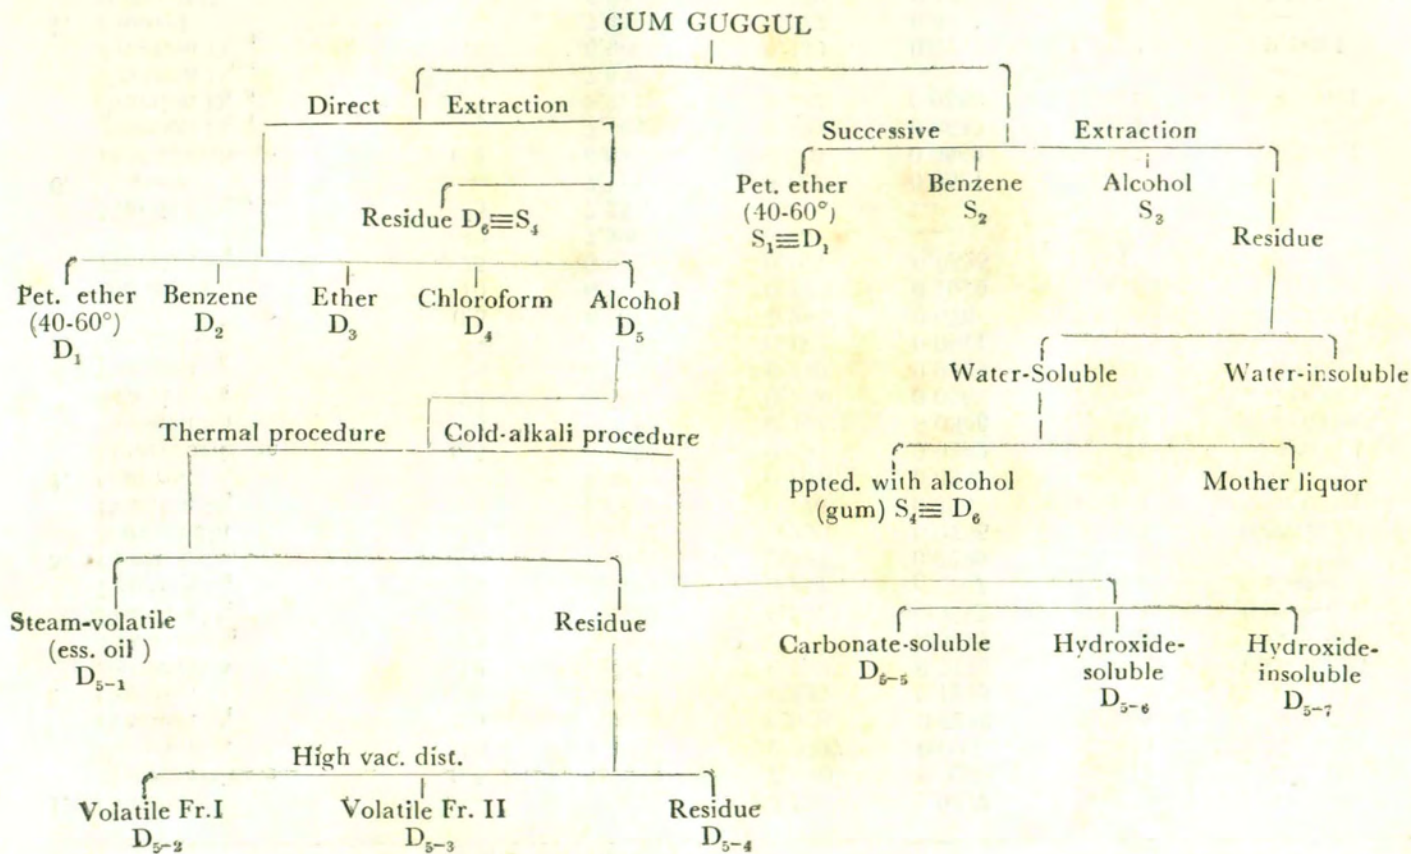 GUM GUGGUL
Direct Extraction
Successive Extraction
Pet. ether
(40-60°)
S₁≡D₁
Benzene
S₂
Alcohol
S₃
Residue
Residue D₆≡S₄
Pet. ether
(40-60°)
D₁
Benzene
D₂
Ether
D₃
Chloroform
D₄
Alcohol
D₅
Water-Soluble
Water-insoluble
Thermal procedure
Cold-alkali procedure
ppted. with alcohol
(gum) S₄≡ D₆
Mother liquor
Steam-volatile
(ess. oil )
D₅₋₁
Residue
Carbonate-soluble
D₅₋₅
Hydroxide-
soluble
D₅₋₆
Hydroxide-
insoluble
D₅₋₇
High vac. dist.
Volatile Fr.I
D₅₋₂
Volatile Fr. II
D₅₋₃
Residue
D₅₋₄